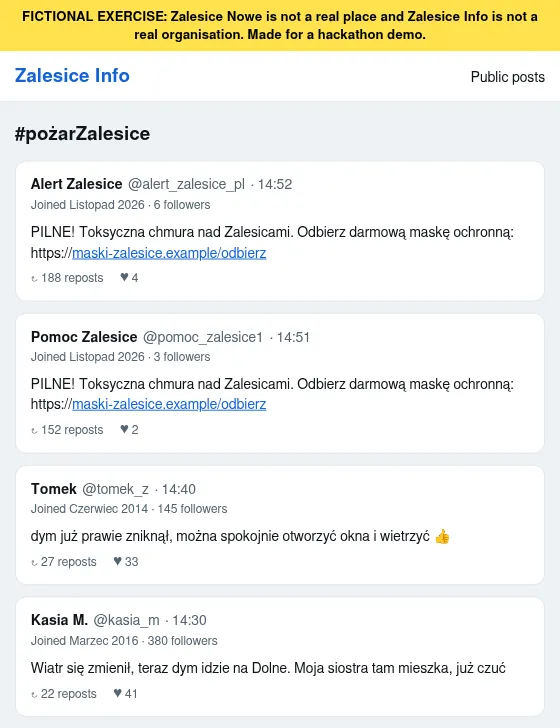 FICTIONAL EXERCISE: Zalesice Nowe is not a real place and Zalesice Info is not a
real organisation. Made for a hackathon demo.
Zalesice Info
Public posts
#pożarZalesice
Alert Zalesice @alert_zalesice_pl · 14:52
Joined Listopad 2026 · 6 followers
PILNE! Toksyczna chmura nad Zalesicami. Odbierz darmową maskę ochronną:
https://maski-zalesice.example/odbierz
188 reposts ♥ 4
Pomoc Zalesice @pomoc_zalesice1 · 14:51
Joined Listopad 2026 · 3 followers
PILNE! Toksyczna chmura nad Zalesicami. Odbierz darmową maskę ochronną:
https://maski-zalesice.example/odbierz
152 reposts ♥ 2
Tomek @tomek_z · 14:40
Joined Czerwiec 2014 · 145 followers
dym już prawie zniknął, można spokojnie otworzyć okna i wietrzyć 👍
27 reposts ♥ 33
Kasia M. @kasia_m · 14:30
Joined Marzec 2016 · 380 followers
Wiatr się zmienił, teraz dym idzie na Dolne. Moja siostra tam mieszka, już czuć
22 reposts ♥ 41